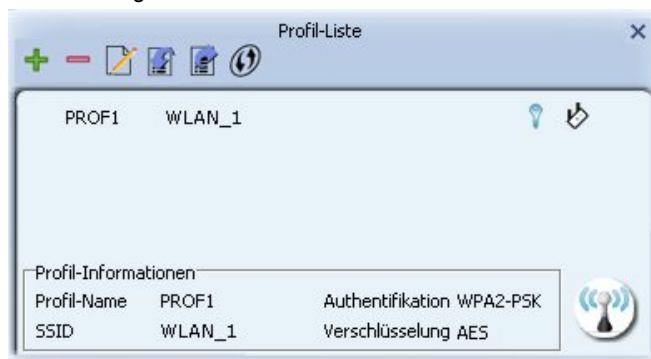 Profil-Liste
PROF1 WLAN_1
Profil-Informationen
Profil-Name PROF1 Authentifikation WPA2-PSK
SSID WLAN_1 Verschlüsselung AES